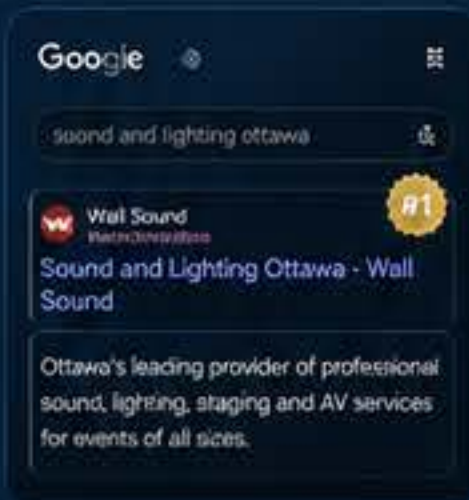 Google
suond and lighting ottawa
Wall Sound
#1
Sound and Lighting Ottawa - Wall
Sound
Ottawa's leading provider of professional
sound, lighting, staging and AV services
for events of all sizes.